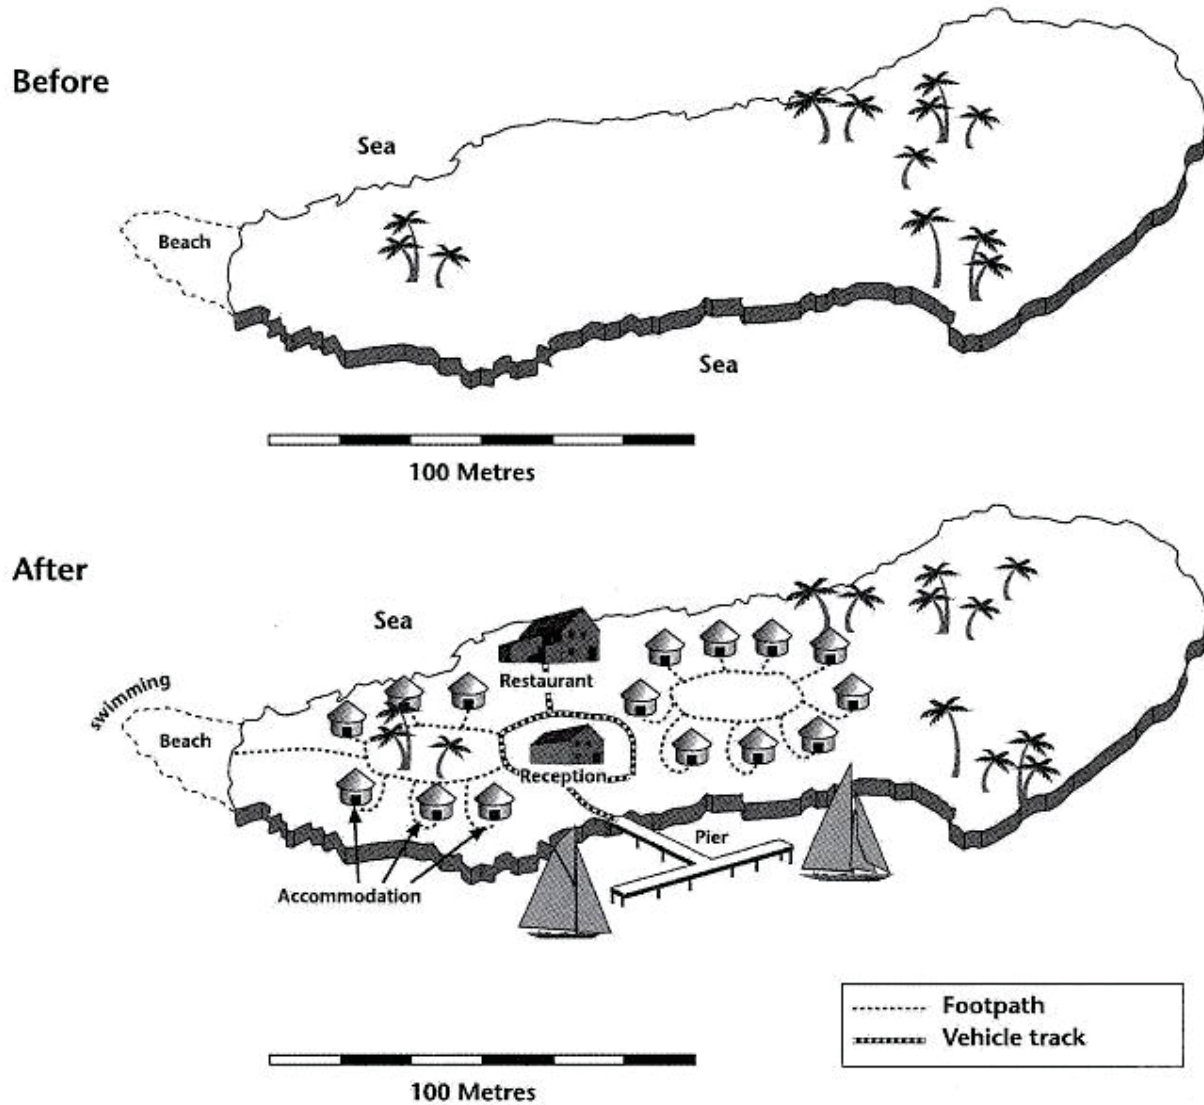 Before
Sea
Beach
Sea
100 Metres
After
Sea
swimming
Restaurant
Beach
Reception
Pier
Accommodation
Footpath
Vehicle track
100 Metres